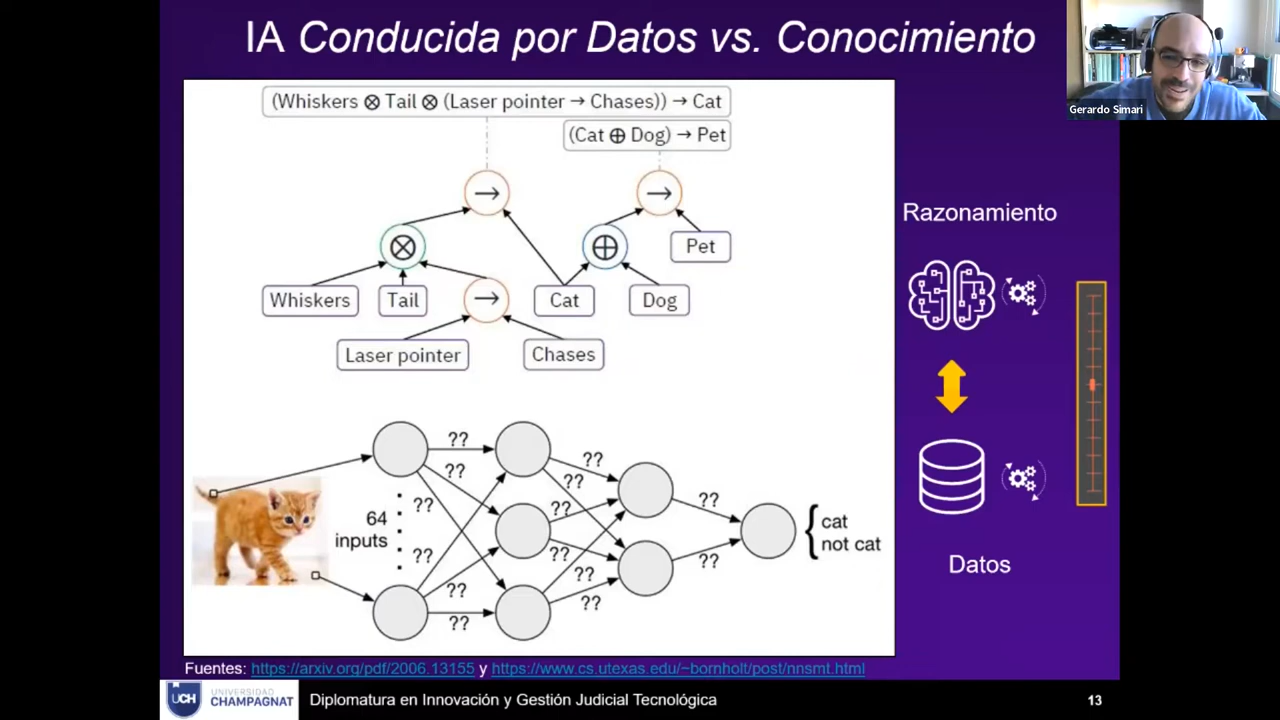 IA Conducida por Datos vs. Conocimiento
Gerardo Simari
(Whiskers ⊗ Tail ⊗ (Laser pointer → Chases)) → Cat
(Cat ⊕ Dog) → Pet
→
→
Razonamiento
⊗
⊕
Pet
Whiskers
Tail
→
Cat
Dog
Laser pointer
Chases
??
??
??
??
??
64
inputs
??
??
??
cat
not cat
??
??
??
??
??
??
Datos
Fuentes: https://arxiv.org/pdf/2006.13155 y https://www.cs.utexas.edu/~bornholt/post/nnsmt.html
UCH
UNIVERSIDAD
CHAMPAGNAT
Diplomatura en Innovación y Gestión Judicial Tecnológica
13